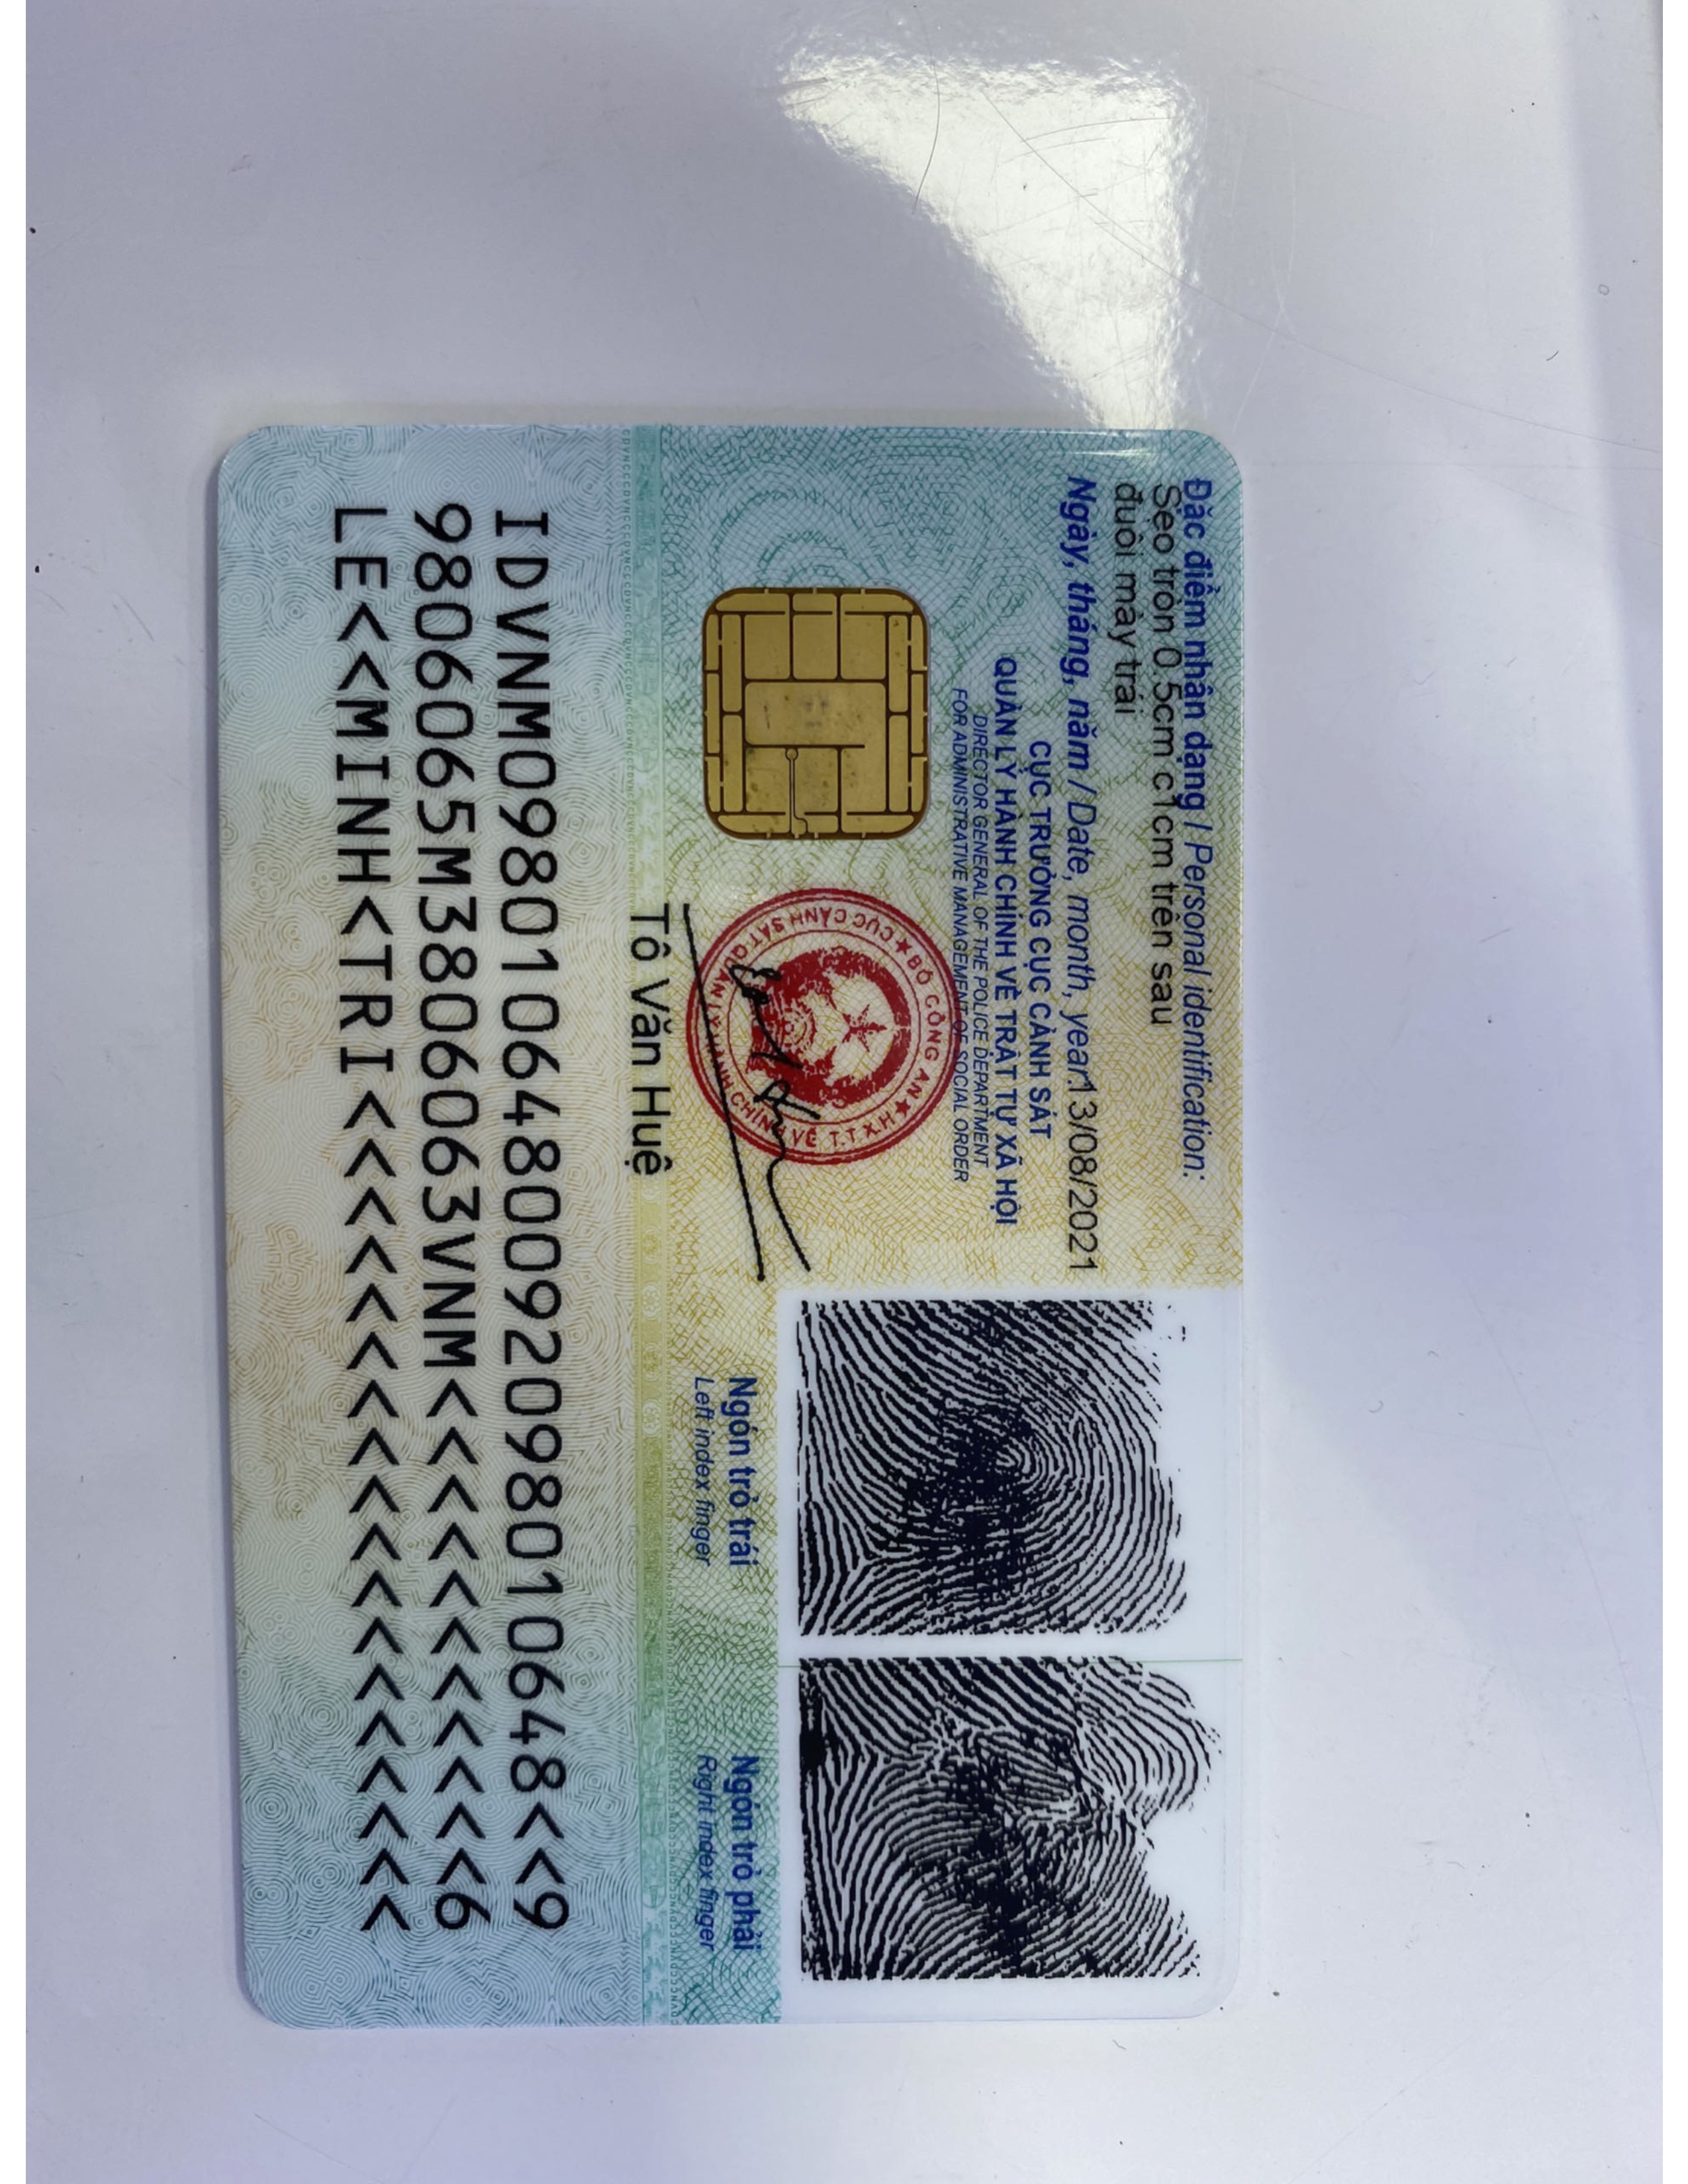 Đặc điểm nhân dạng / Personal identification:
Sẹo tròn 0.5cm c1cm trên sau
đuôi mày trái
Ngày, tháng, năm / Date, month, year: 13/08/2021
CỤC TRƯỞNG CỤC CẢNH SÁT
QUẢN LÝ HÀNH CHÍNH VỀ TRẬT TỰ XÃ HỘI
DIRECTOR GENERAL OF THE POLICE DEPARTMENT
FOR ADMINISTRATIVE MANAGEMENT OF SOCIAL ORDER
BỘ CÔNG AN
CỤC CẢNH SÁT QUẢN LÝ HÀNH CHÍNH VỀ T.T.X.H
Tô Văn Huệ
Ngón trỏ trái
Left index finger
Ngón trỏ phải
Right index finger
IDVNM0980106480092098010648<<9
9806065M3806063VNM<<<<<<<<<<<6
LE<<MINH<TRI<<<<<<<<<<<<<<<<<<